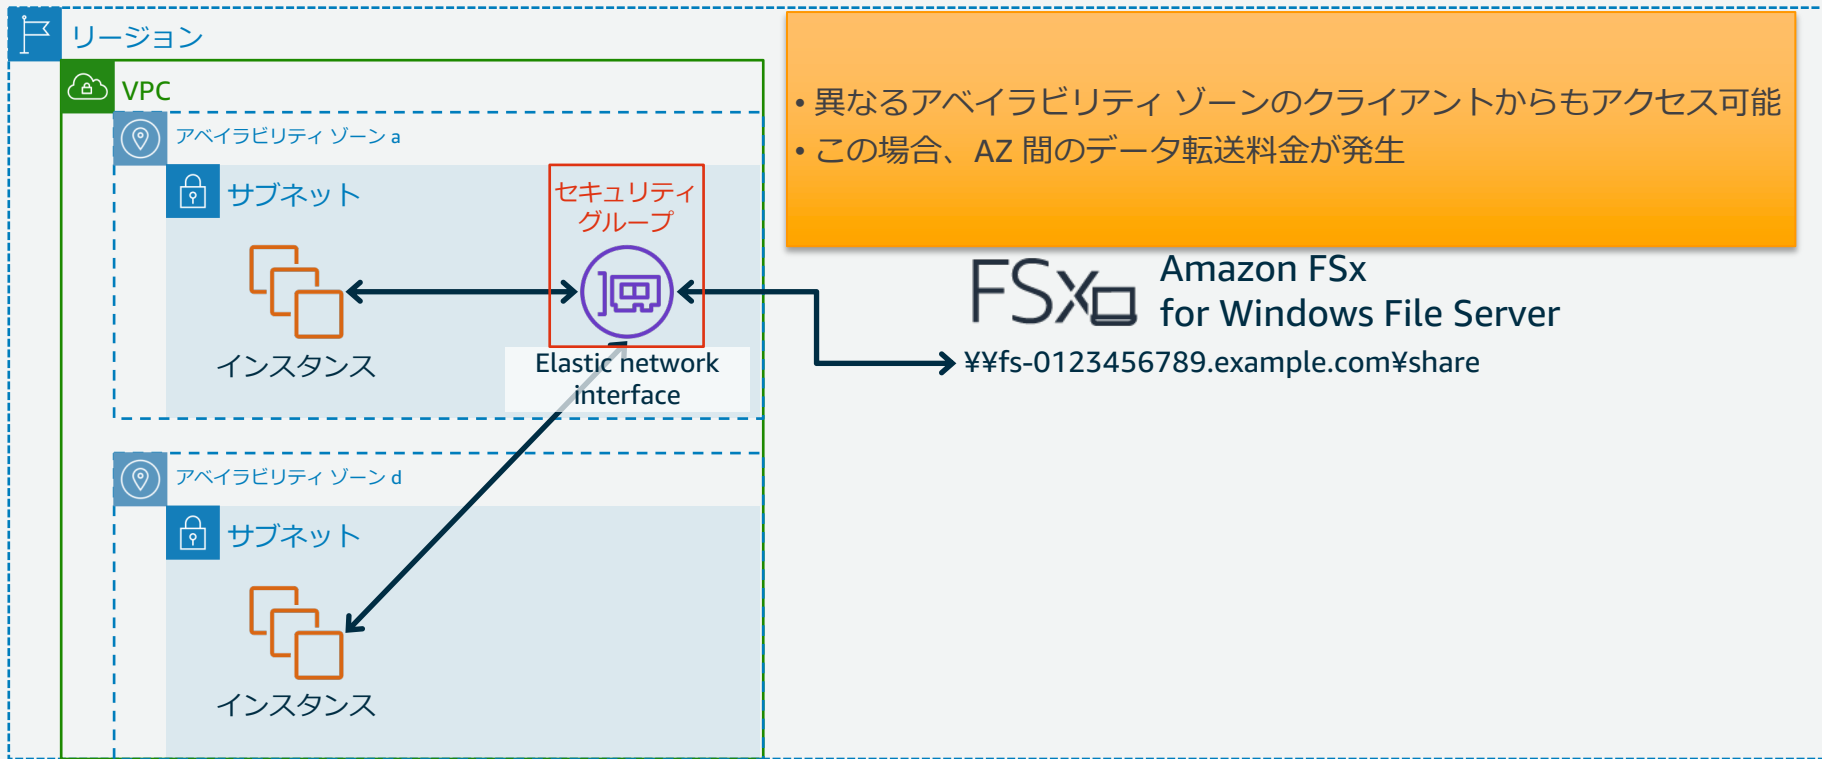 リージョン
VPC
アベイラビリティ ゾーン a
サブネット
セキュリティ
グループ
インスタンス
Elastic network
interface
アベイラビリティ ゾーン d
サブネット
インスタンス
• 異なるアベイラビリティ ゾーンのクライアントからもアクセス可能
• この場合、AZ 間のデータ転送料金が発生
FSx
Amazon FSx
for Windows File Server
¥¥fs-0123456789.example.com¥share